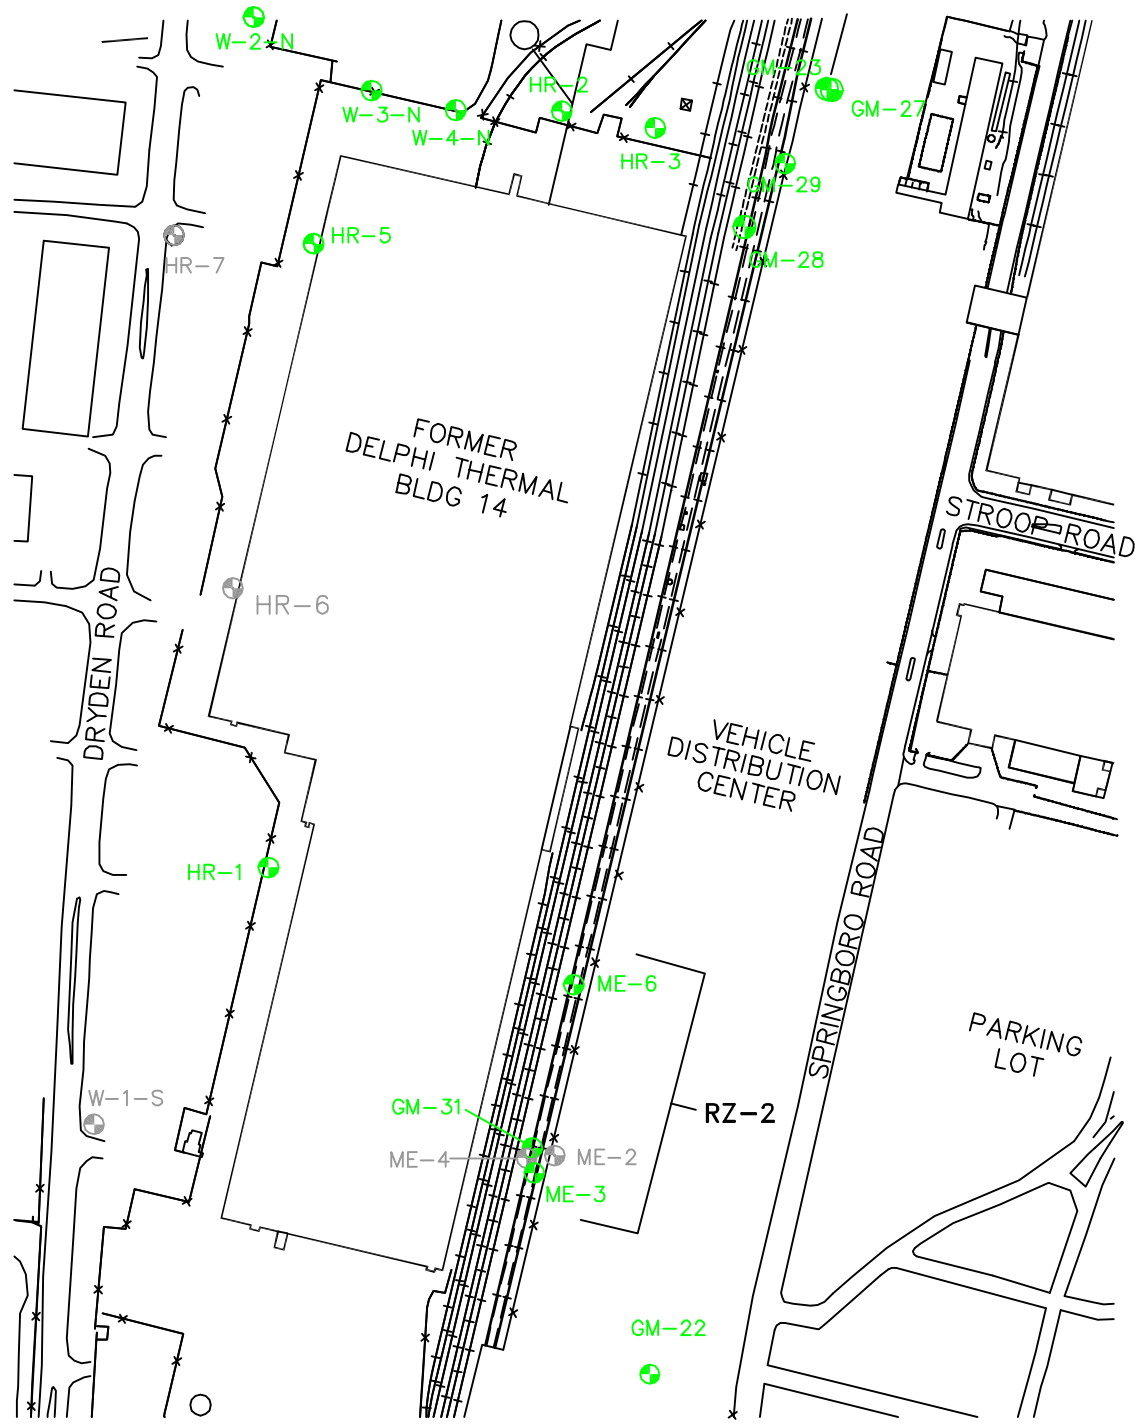 W-2-N
W-3-N
W-4-N
HR-2
HR-3
GM-23
GM-27
GM-29
GM-28
HR-5
HR-7
FORMER
DELPHI THERMAL
BLDG 14
STROOP ROAD
HR-6
DRYDEN ROAD
VEHICLE
DISTRIBUTION
CENTER
HR-1
SPRINGBORO ROAD
ME-6
PARKING
LOT
W-1-S
GM-31
RZ-2
ME-4
ME-2
ME-3
GM-22